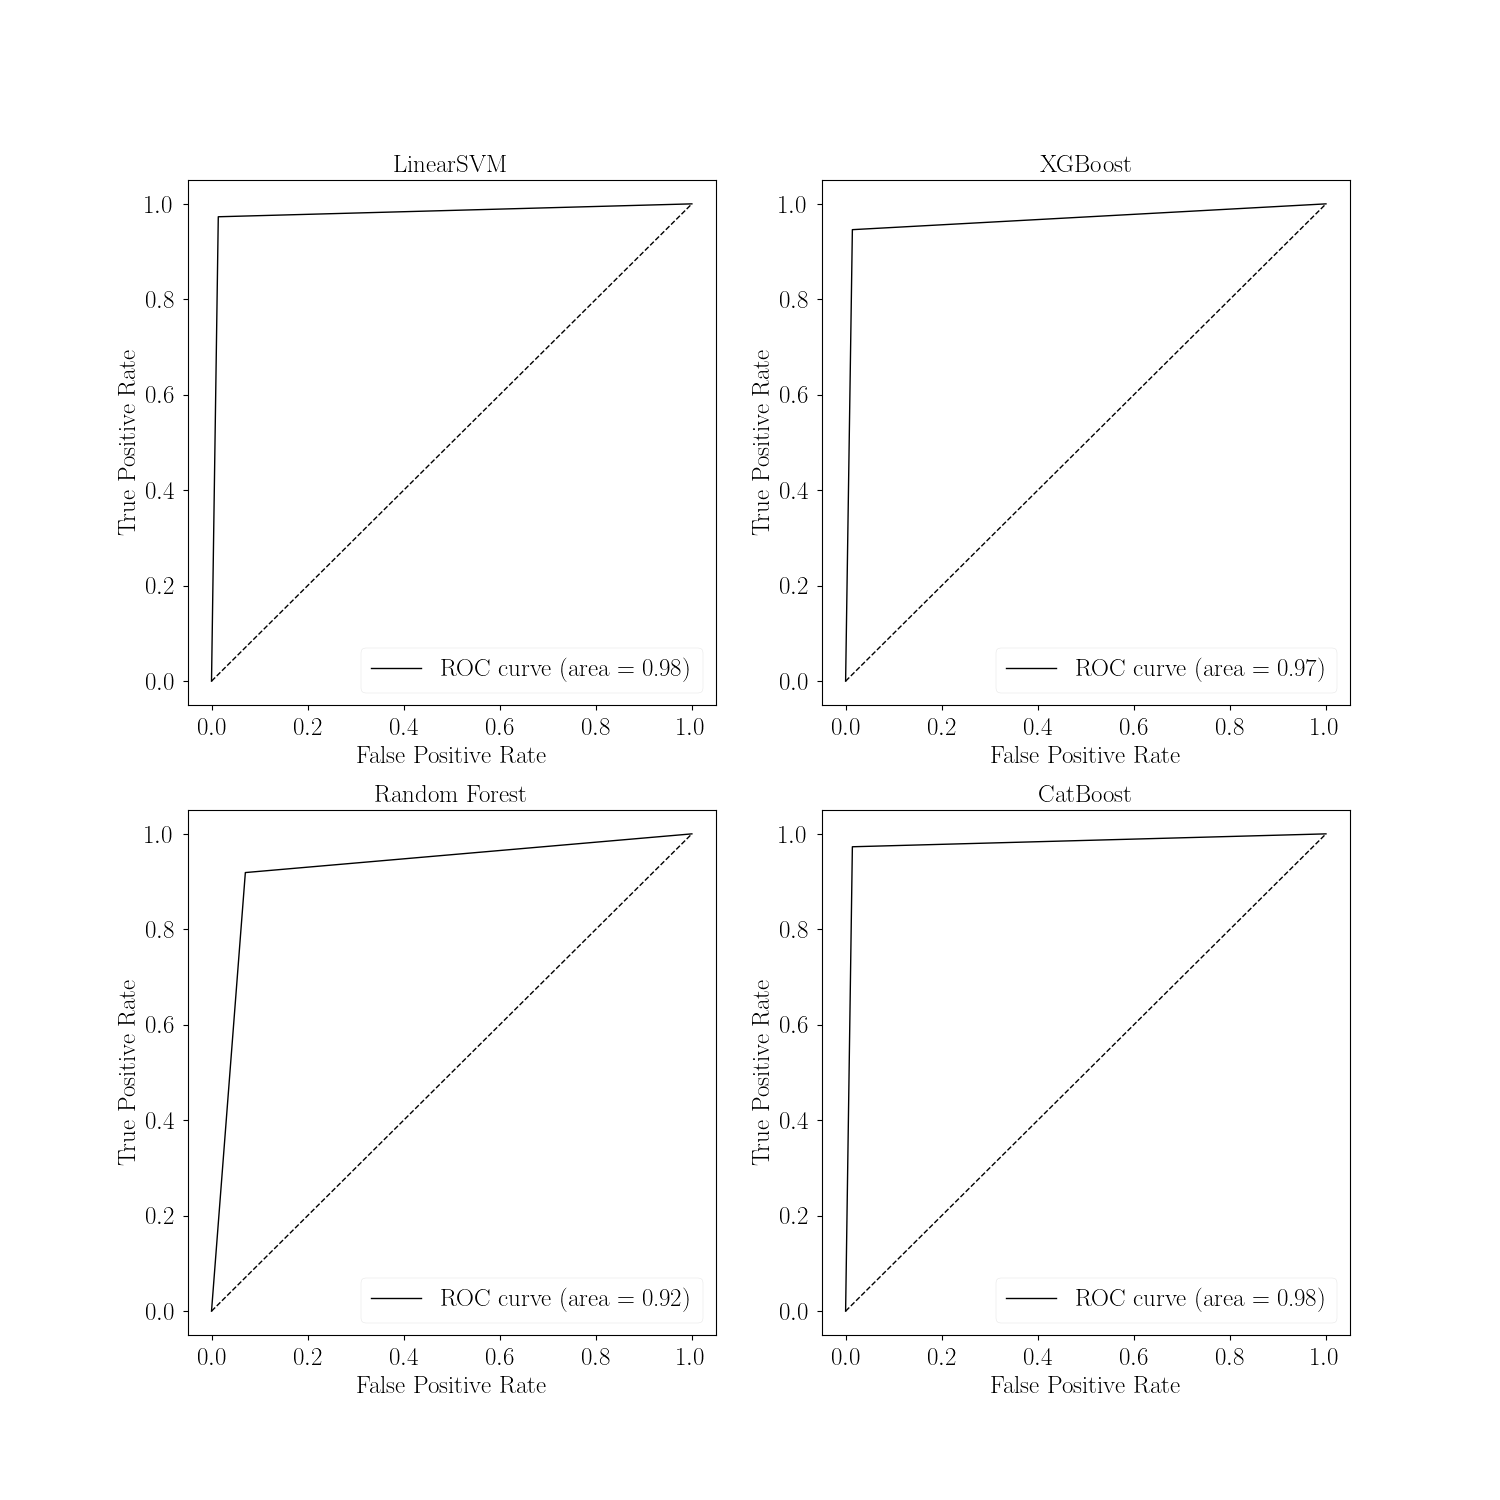 LinearSVM
1.0
0.8
0.6
0.4
0.2
0.0
True Positive Rate
ROC curve (area = 0.98)
0.0 0.2 0.4 0.6 0.8 1.0
False Positive Rate
XGBoost
1.0
0.8
0.6
0.4
0.2
0.0
True Positive Rate
ROC curve (area = 0.97)
0.0 0.2 0.4 0.6 0.8 1.0
False Positive Rate
Random Forest
1.0
0.8
0.6
0.4
0.2
0.0
True Positive Rate
ROC curve (area = 0.92)
0.0 0.2 0.4 0.6 0.8 1.0
False Positive Rate
CatBoost
1.0
0.8
0.6
0.4
0.2
0.0
True Positive Rate
ROC curve (area = 0.98)
0.0 0.2 0.4 0.6 0.8 1.0
False Positive Rate